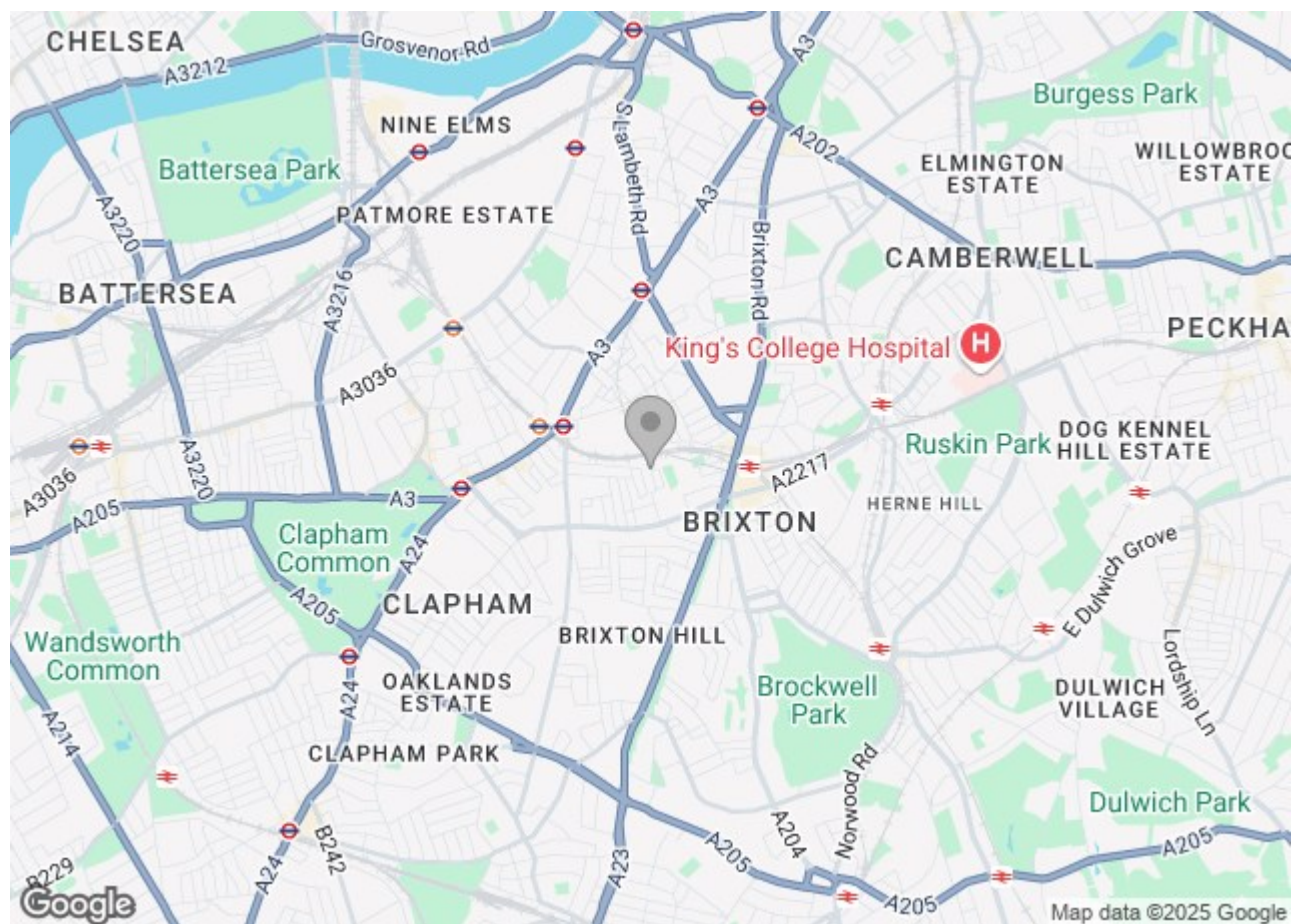 CHELSEA
Grosvenor Rd
A3212
A3
Burgess Park
NINE ELMS
S Lambeth Rd
A202
ELMINGTON
ESTATE
WILLOWBROO
ESTATE
Battersea Park
A3220
PATMORE ESTATE
A3
Brixton Rd
CAMBERWELL
BATTERSEA
A3216
PECKHA
King's College Hospital
H
A3
A3036
DOG KENNEL
HILL ESTATE
Ruskin Park
A3220
A3036
A2217
A205
A3
HERNE HILL
BRIXTON
Clapham
Common
A24
E Dulwich Grove
A205
CLAPHAM
BRIXTON HILL
Wandsworth
Common
Lordship Ln
OAKLANDS
ESTATE
A24
Brockwell
Park
DULWICH
VILLAGE
A214
CLAPHAM PARK
Norwood Rd
Dulwich Park
A204
A205
A205
B242
A24
A23
B229
A205
Google
Map data ©2025 Google